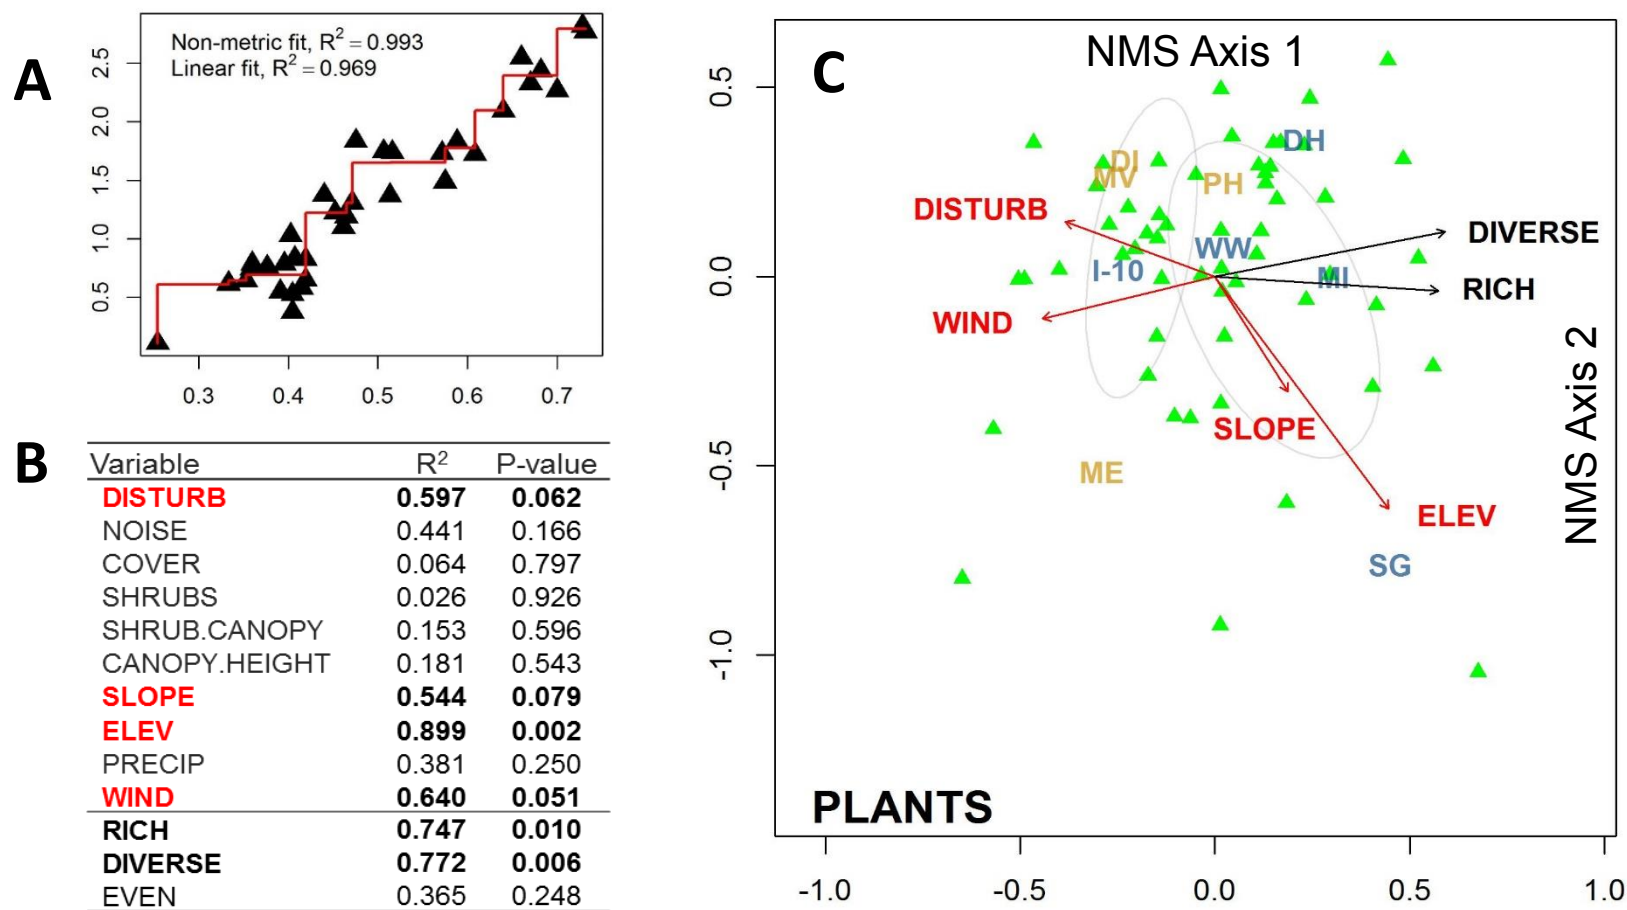 A
Non-metric fit, R² = 0.993
Linear fit, R² = 0.969
2.5
2.0
1.5
1.0
0.5
0.3 0.4 0.5 0.6 0.7
B
Variable R² P-value
DISTURB 0.597 0.062
NOISE 0.441 0.166
COVER 0.064 0.797
SHRUBS 0.026 0.926
SHRUB.CANOPY 0.153 0.596
CANOPY.HEIGHT 0.181 0.543
SLOPE 0.544 0.079
ELEV 0.899 0.002
PRECIP 0.381 0.250
WIND 0.640 0.051
RICH 0.747 0.010
DIVERSE 0.772 0.006
EVEN 0.365 0.248
C
NMS Axis 1
0.5
0.0
-0.5
-1.0
DH
DI
MV
PH
DISTURB
DIVERSE
WW
I-10
MI
RICH
WIND
NMS Axis 2
SLOPE
ME
ELEV
SG
PLANTS
-1.0 -0.5 0.0 0.5 1.0